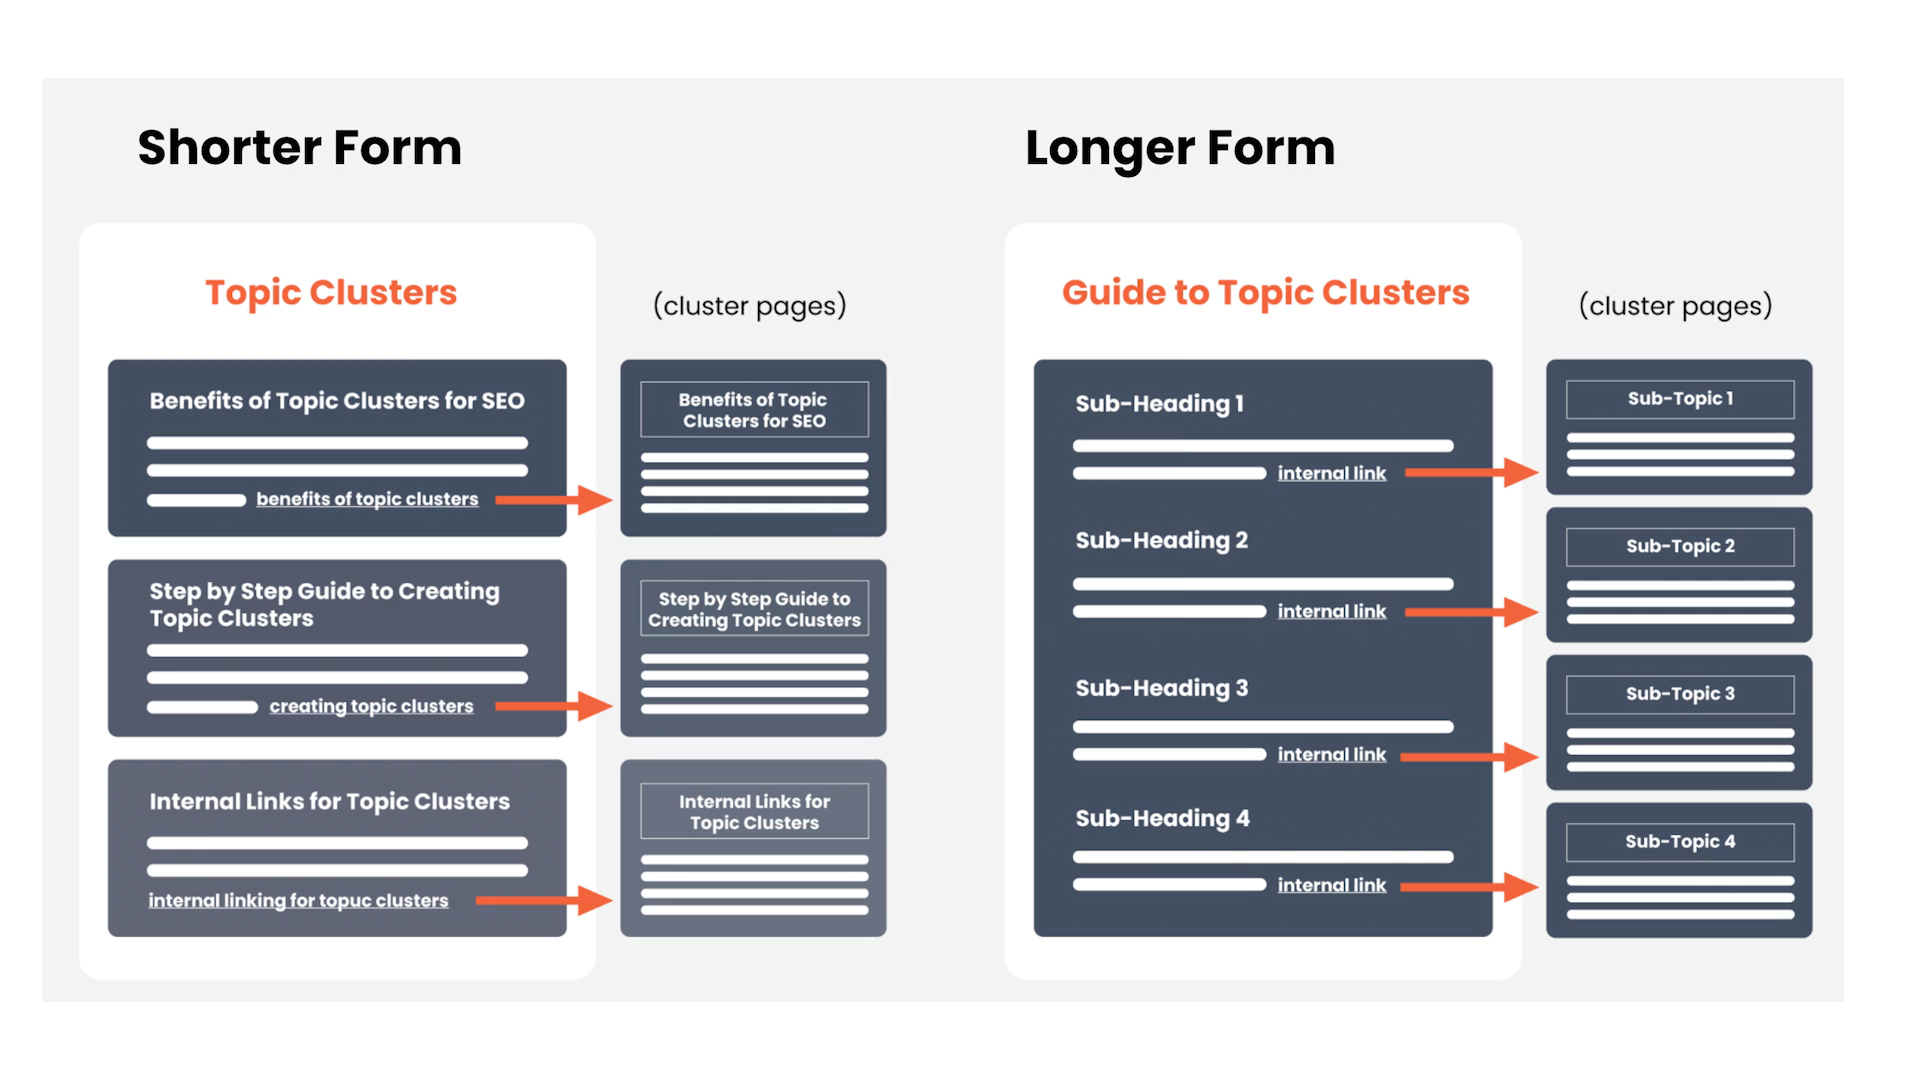 Shorter Form
Topic Clusters
(cluster pages)
Benefits of Topic Clusters for SEO
benefits of topic clusters
Benefits of Topic
Clusters for SEO
Step by Step Guide to Creating
Topic Clusters
creating topic clusters
Step by Step Guide to
Creating Topic Clusters
Internal Links for Topic Clusters
internal linking for topuc clusters
Internal Links for
Topic Clusters
Longer Form
Guide to Topic Clusters
(cluster pages)
Sub-Heading 1
internal link
Sub-Topic 1
Sub-Heading 2
internal link
Sub-Topic 2
Sub-Heading 3
internal link
Sub-Topic 3
Sub-Heading 4
internal link
Sub-Topic 4